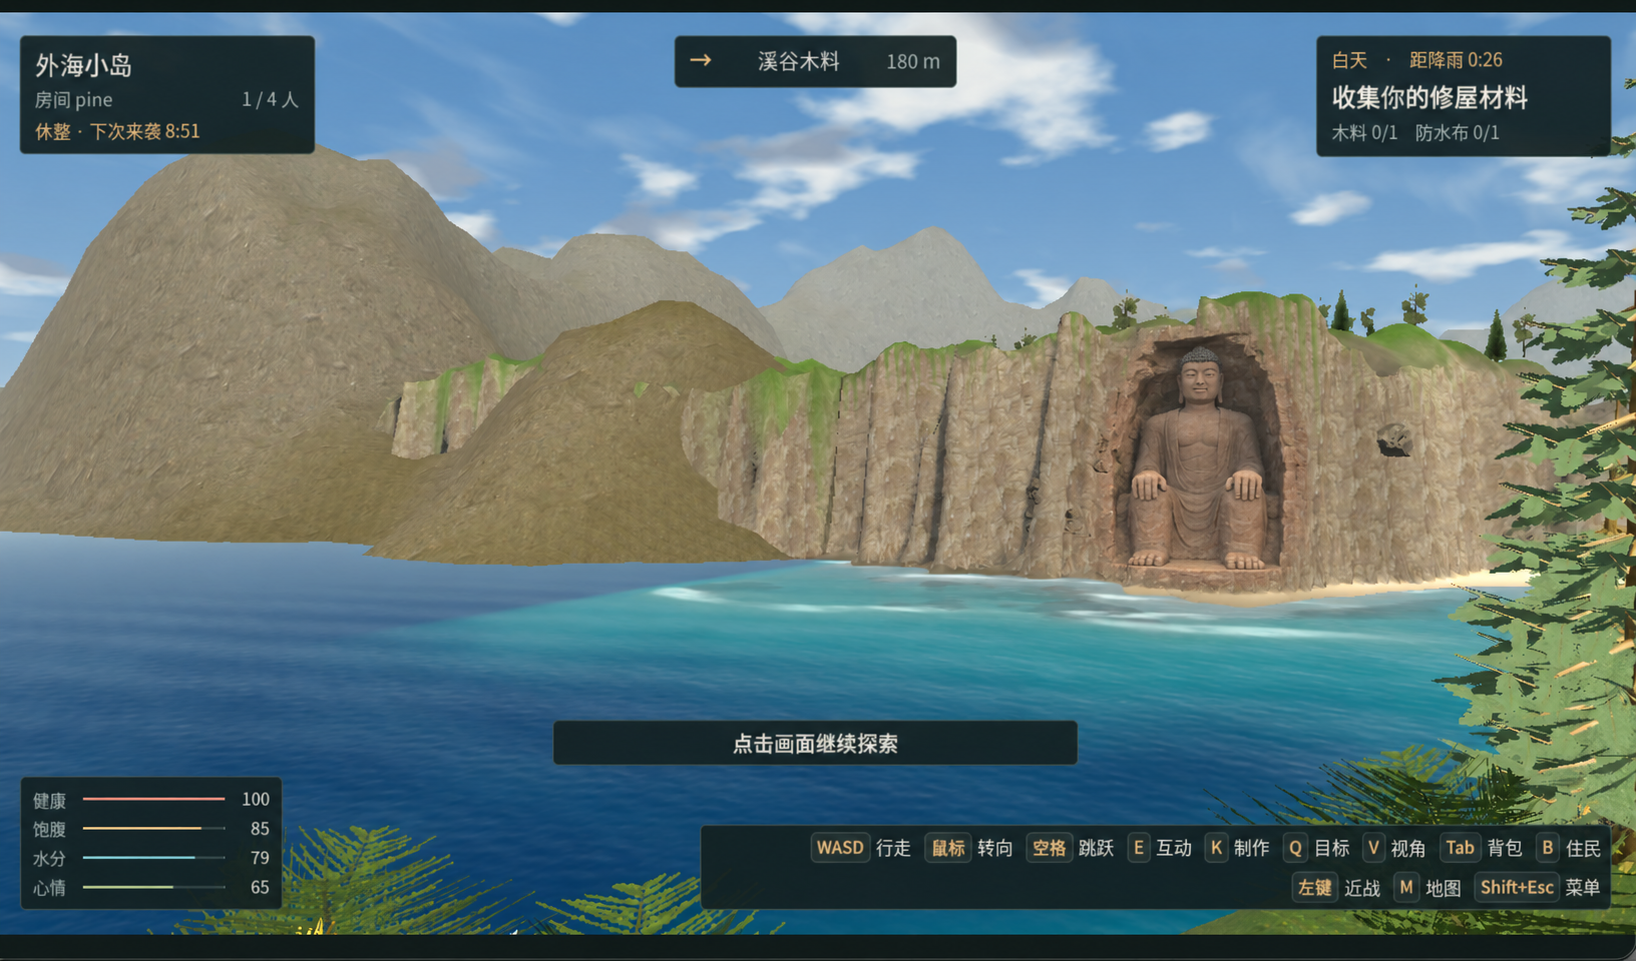 外海小岛
房间 pine 1 / 4 人
休整 · 下次来袭 8:51
→ 溪谷木料 180 m
白天 · 距降雨 0:26
收集你的修屋材料
木料 0/1 防水布 0/1
点击画面继续探索
健康 100
饱腹 85
水分 79
心情 65
WASD 行走 鼠标 转向 空格 跳跃 E 互动 K 制作 Q 目标 V 视角 Tab 背包 B 住民
左键 近战 M 地图 Shift+Esc 菜单